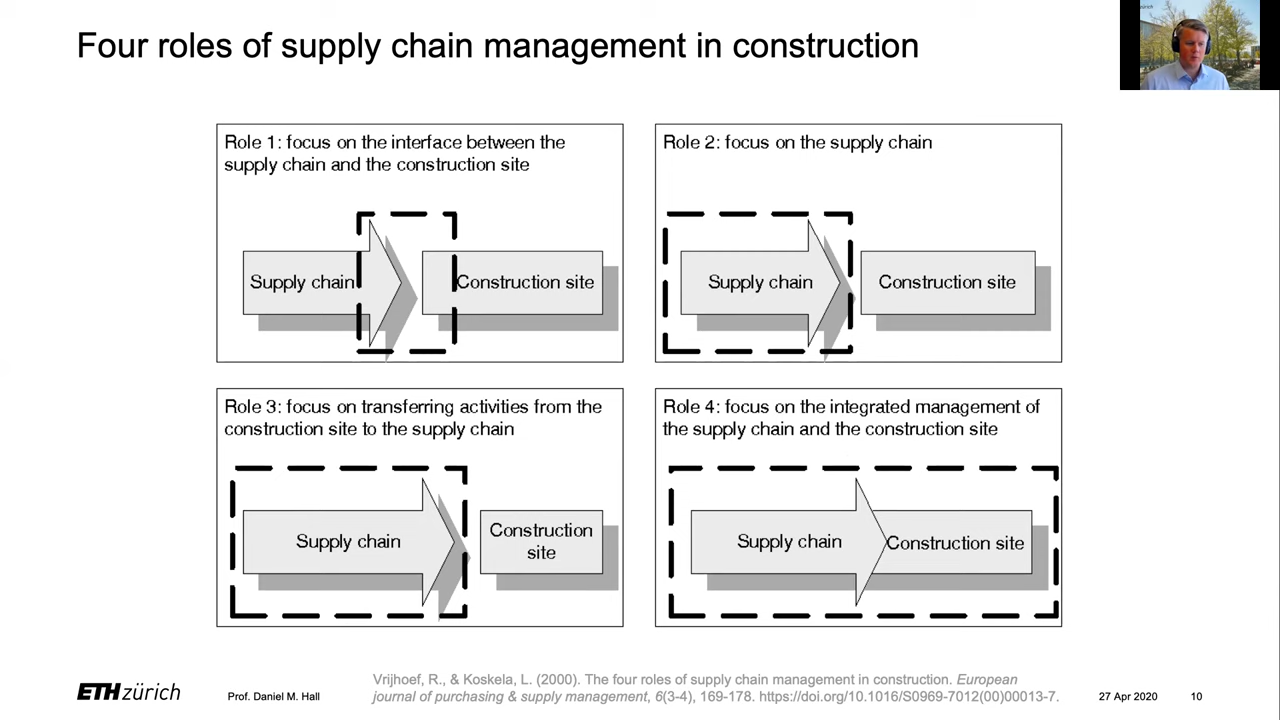 Four roles of supply chain management in construction
Role 1: focus on the interface between the
supply chain and the construction site
Supply chain
Construction site
Role 2: focus on the supply chain
Supply chain
Construction site
Role 3: focus on transferring activities from the
construction site to the supply chain
Supply chain
Construction
site
Role 4: focus on the integrated management of
the supply chain and the construction site
Supply chain
Construction site
ETH zürich
Prof. Daniel M. Hall
Vrijhoef, R., & Koskela, L. (2000). The four roles of supply chain management in construction. European
journal of purchasing & supply management, 6(3-4), 169-178. https://doi.org/10.1016/S0969-7012(00)00013-7.
27 Apr 2020
10